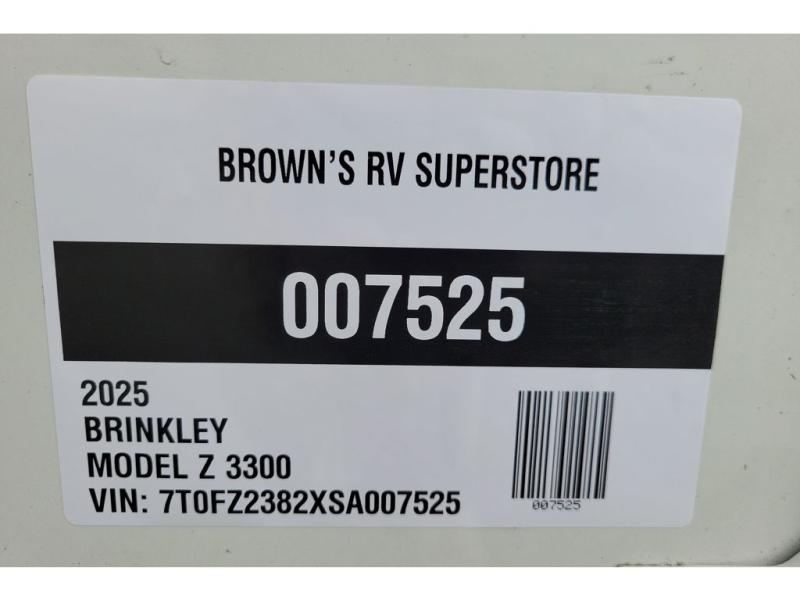 BROWN'S RV SUPERSTORE
007525
2025
BRINKLEY
MODEL Z 3300
VIN: 7T0FZ2382XSA007525
007525